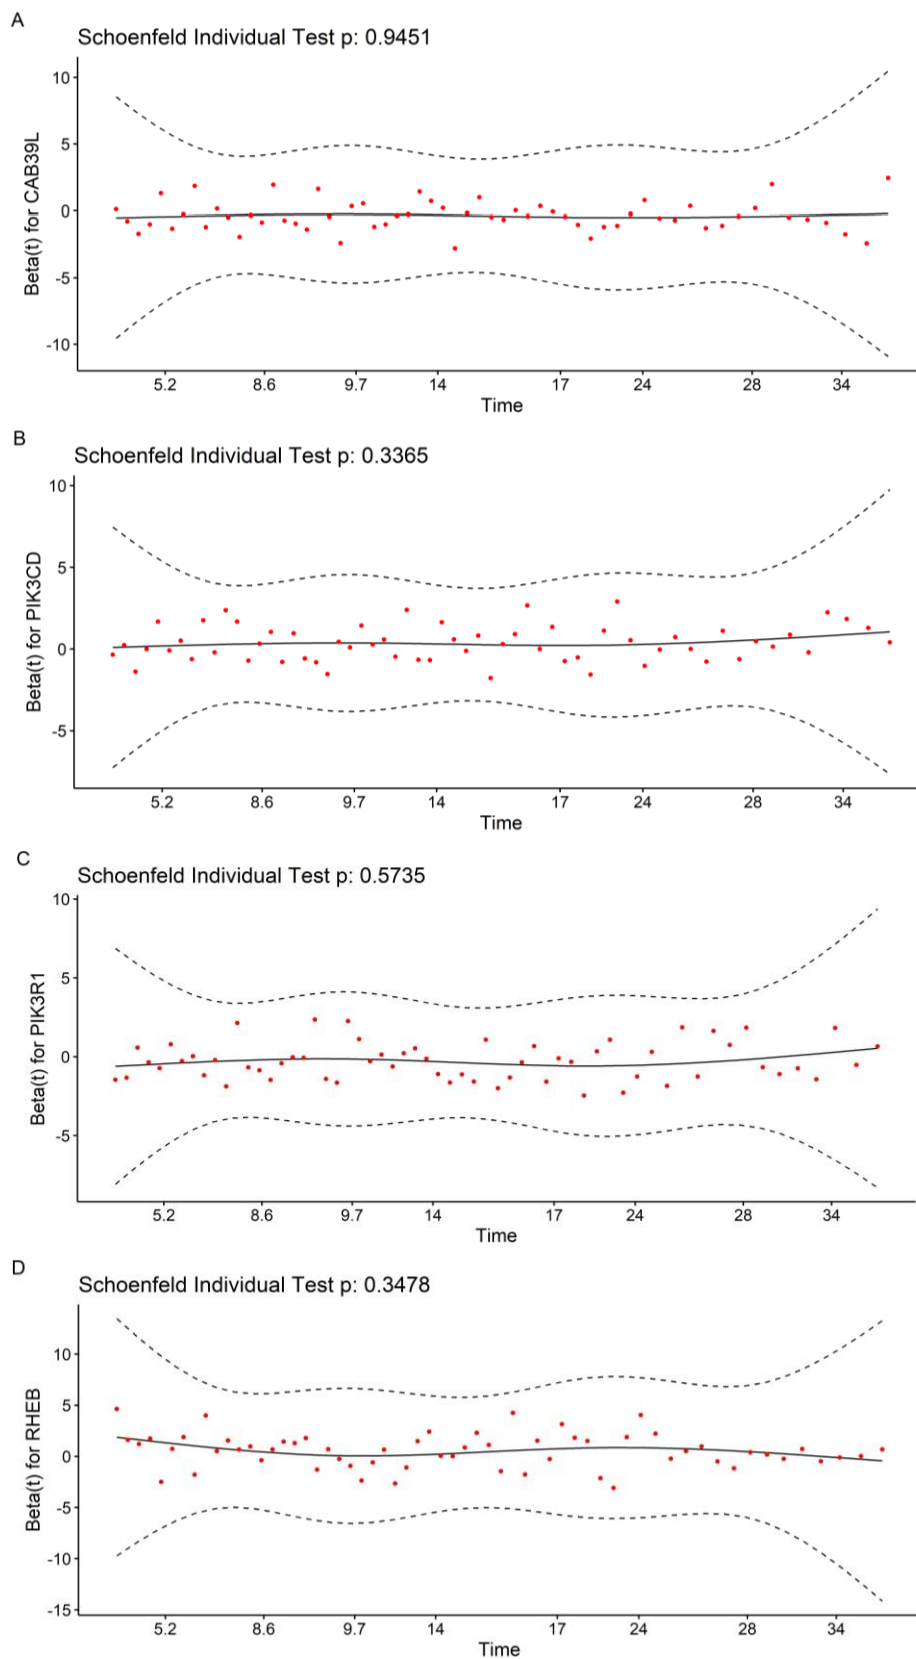 A
Schoenfeld Individual Test p: 0.9451
Beta(t) for CAB39L
10
5
0
-5
-10
5.2 8.6 9.7 14 17 24 28 34
Time
B
Schoenfeld Individual Test p: 0.3365
Beta(t) for PIK3CD
10
5
0
-5
5.2 8.6 9.7 14 17 24 28 34
Time
C
Schoenfeld Individual Test p: 0.5735
Beta(t) for PIK3R1
10
5
0
-5
5.2 8.6 9.7 14 17 24 28 34
Time
D
Schoenfeld Individual Test p: 0.3478
Beta(t) for RHEB
10
5
0
-5
-10
-15
5.2 8.6 9.7 14 17 24 28 34
Time